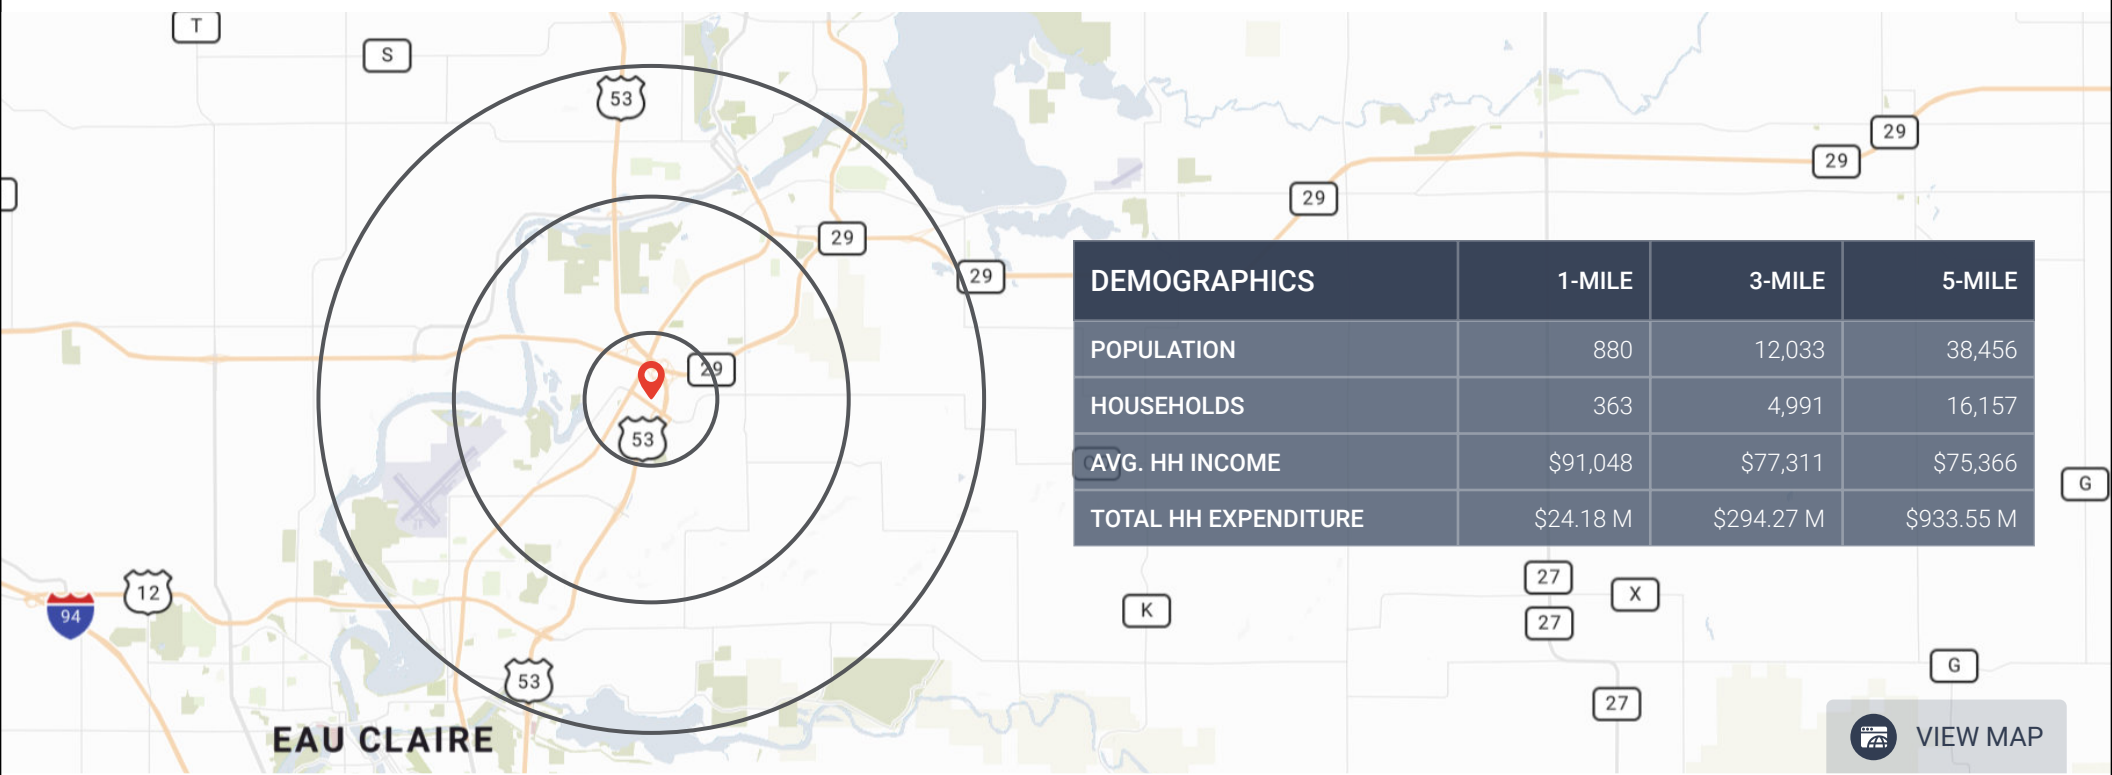 T
S
53
29
29
29
29
29
DEMOGRAPHICS 1-MILE 3-MILE 5-MILE
POPULATION 880 12,033 38,456
HOUSEHOLDS 363 4,991 16,157
AVG. HH INCOME $91,048 $77,311 $75,366
TOTAL HH EXPENDITURE $24.18 M $294.27 M $933.55 M
29
53
G
27
12
X
94
K
27
G
53
27
EAU CLAIRE
VIEW MAP